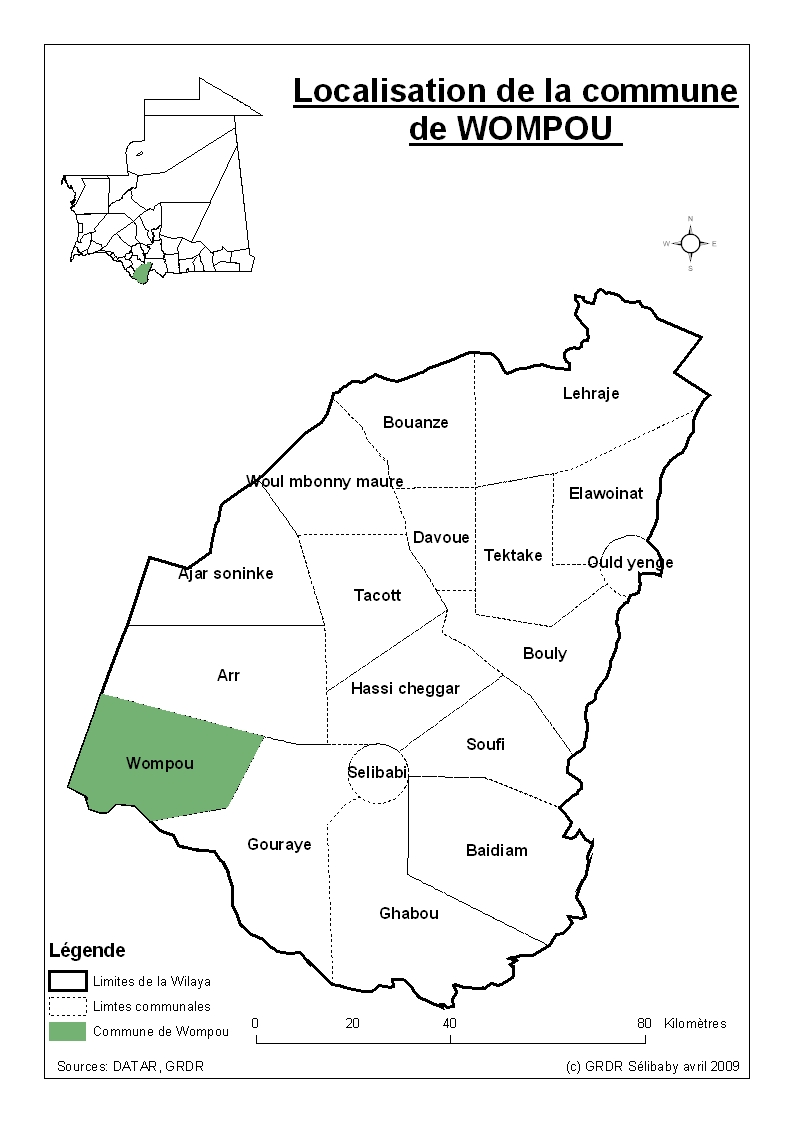 Localisation de la commune
de WOMPOU
N
W E
S
Lehraje
Bouanze
Woul mbonny maure
Elawoinat
Davoue
Tektake
Ould yenge
Ajar soninke
Tacott
Bouly
Arr
Hassi cheggar
Soufi
Wompou
Selibabi
Gouraye
Baidiam
Ghabou
Légende
Limites de la Wilaya
Limtes communales
Commune de Wompou
0 20 40 80 Kilomètres
Sources: DATAR, GRDR
(c) GRDR Sélibaby avril 2009